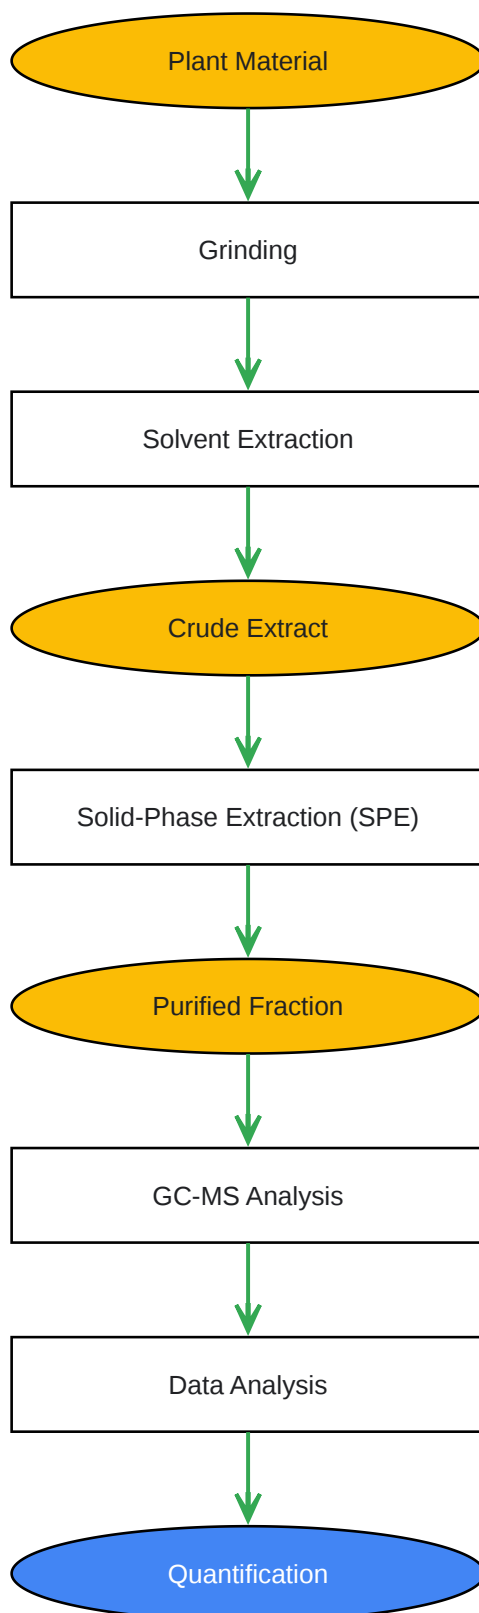 Plant Material
Grinding
Solvent Extraction
Crude Extract
Solid-Phase Extraction (SPE)
Purified Fraction
GC-MS Analysis
Data Analysis
Quantification